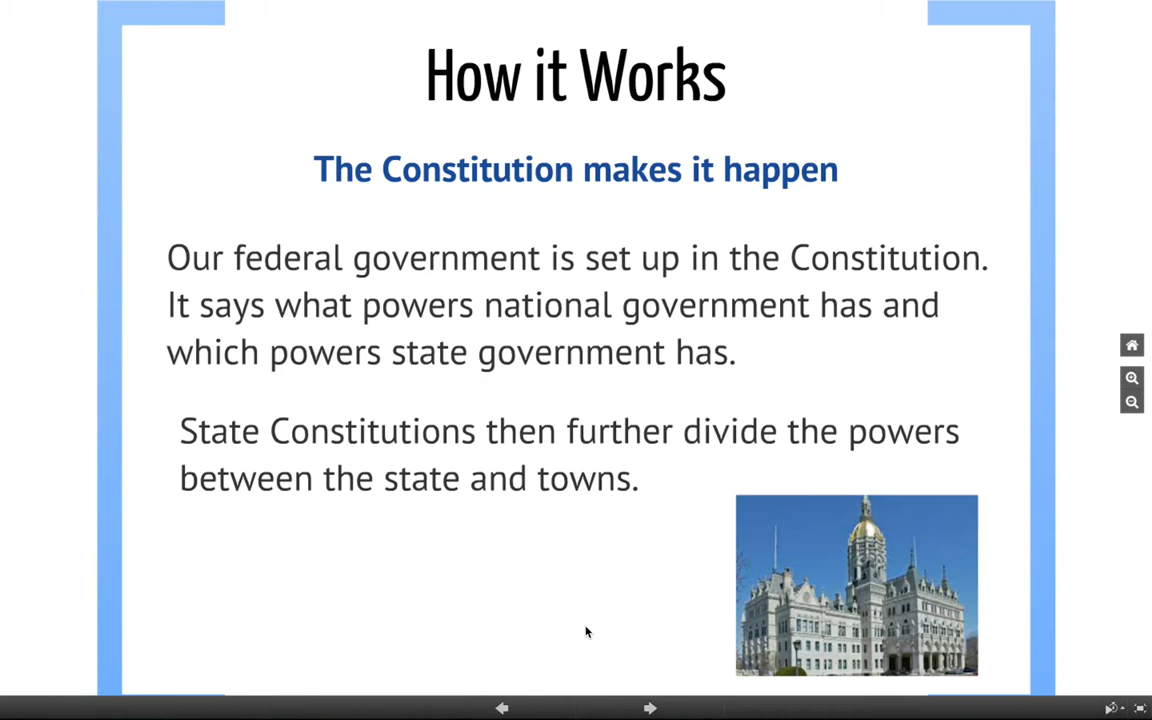 How it Works
The Constitution makes it happen
Our federal government is set up in the Constitution.
It says what powers national government has and
which powers state government has.
State Constitutions then further divide the powers
between the state and towns.